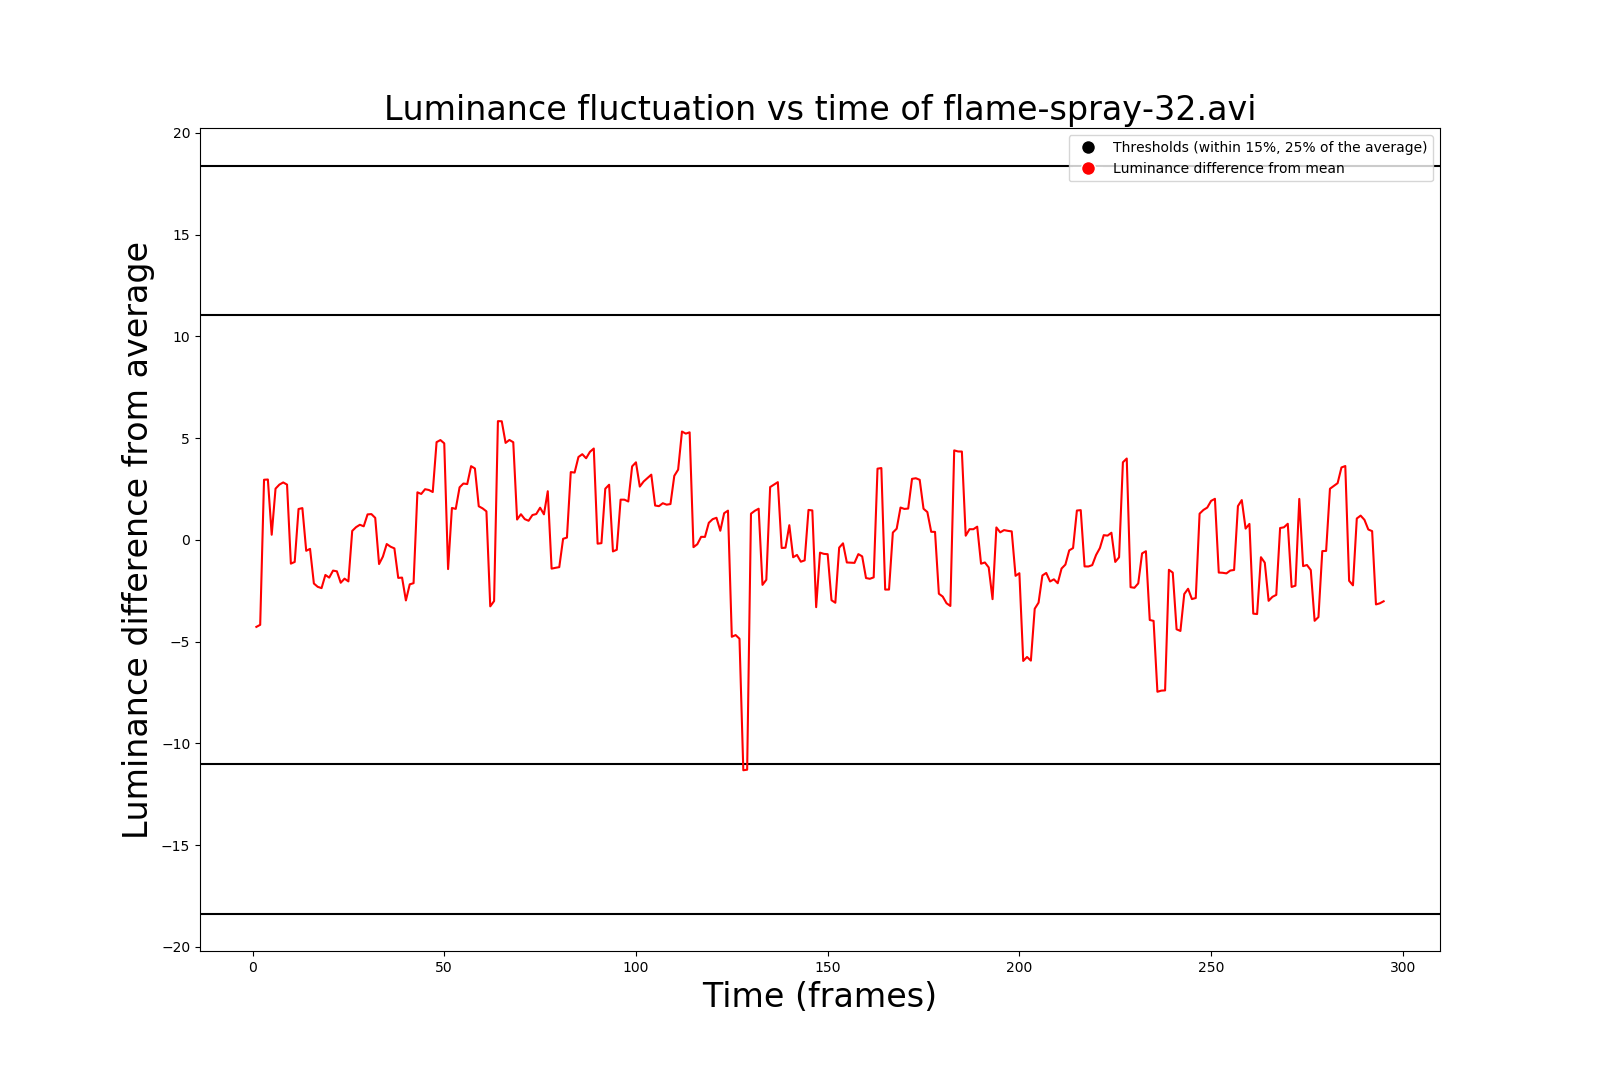 Luminance fluctuation vs time of flame-spray-32.avi
Thresholds (within 15%, 25% of the average)
Luminance difference from mean
Luminance difference from average
20
15
10
5
0
−5
−10
−15
−20
0 50 100 150 200 250 300
Time (frames)